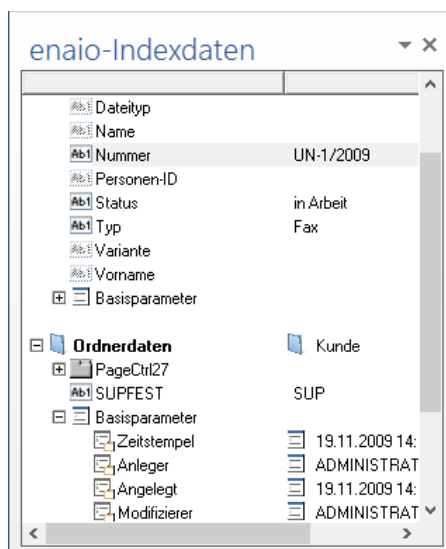 enaio-Indexdaten
Dateityp
Name
Nummer UN-1/2009
Personen-ID
Status in Arbeit
Typ Fax
Variante
Vorname
Basisparameter
Ordnerdaten Kunde
PageCtrl27
SUPFEST SUP
Basisparameter
Zeitstempel 19.11.2009 14:
Anleger ADMINISTRAT
Angelegt 19.11.2009 14:
Modifizierer ADMINISTRAT